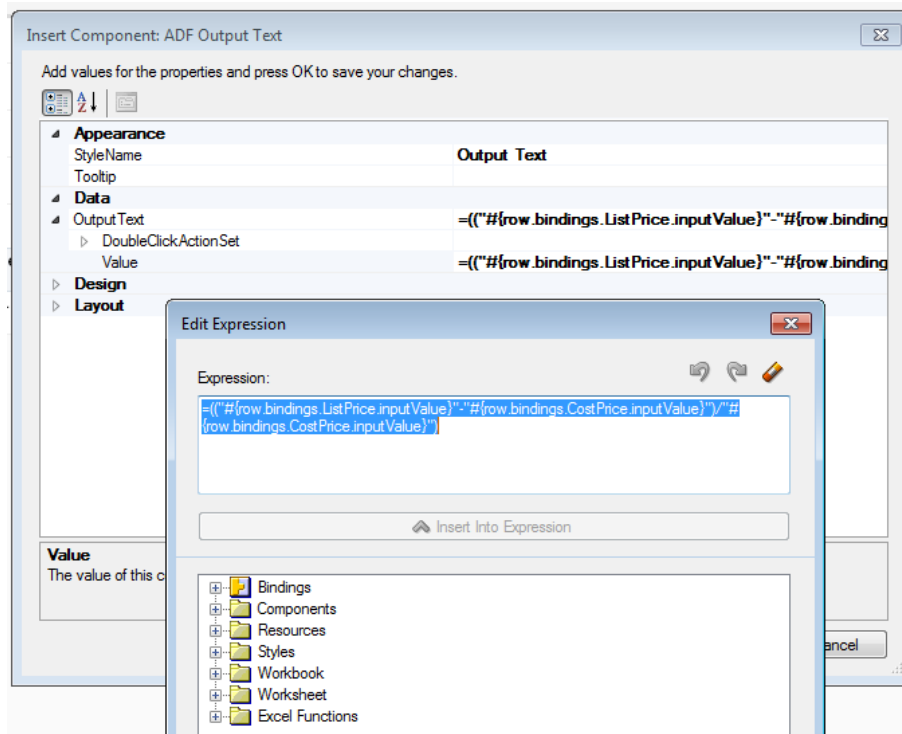 Insert Component: ADF Output Text
Add values for the properties and press OK to save your changes.
Appearance
StyleName Output Text
Tooltip
Data
OutputText =(("#{row.bindings.ListPrice.inputValue}"-"#{row.binding
DoubleClickActionSet
Value =(("#{row.bindings.ListPrice.inputValue}"-"#{row.binding
Design
Layout
Edit Expression
Expression:
=(("#{row.bindings.ListPrice.inputValue}"-"#{row.bindings.CostPrice.inputValue}")/"#
{row.bindings.CostPrice.inputValue}")
Insert Into Expression
Value
The value of this c
Bindings
Components
Resources
Styles
Workbook
Worksheet
Excel Functions
ancel